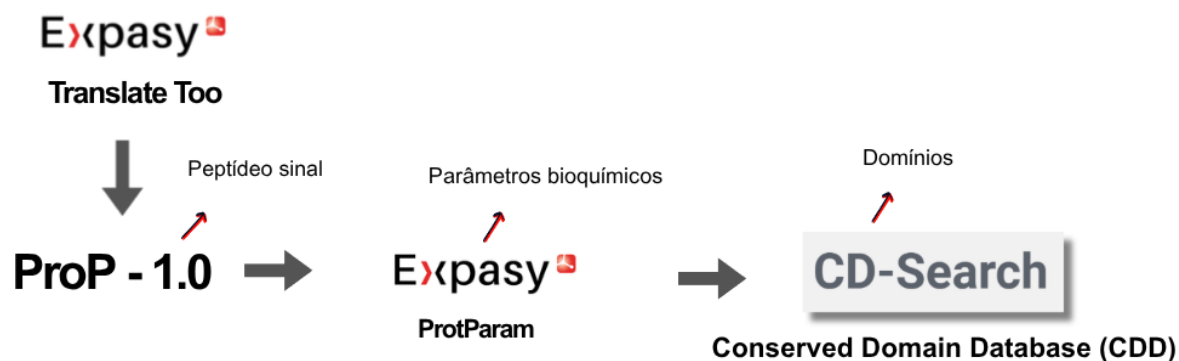 Expasy
Translate Too
Peptídeo sinal
Parâmetros bioquímicos
Domínios
ProP - 1.0
Expasy
CD-Search
ProtParam
Conserved Domain Database (CDD)